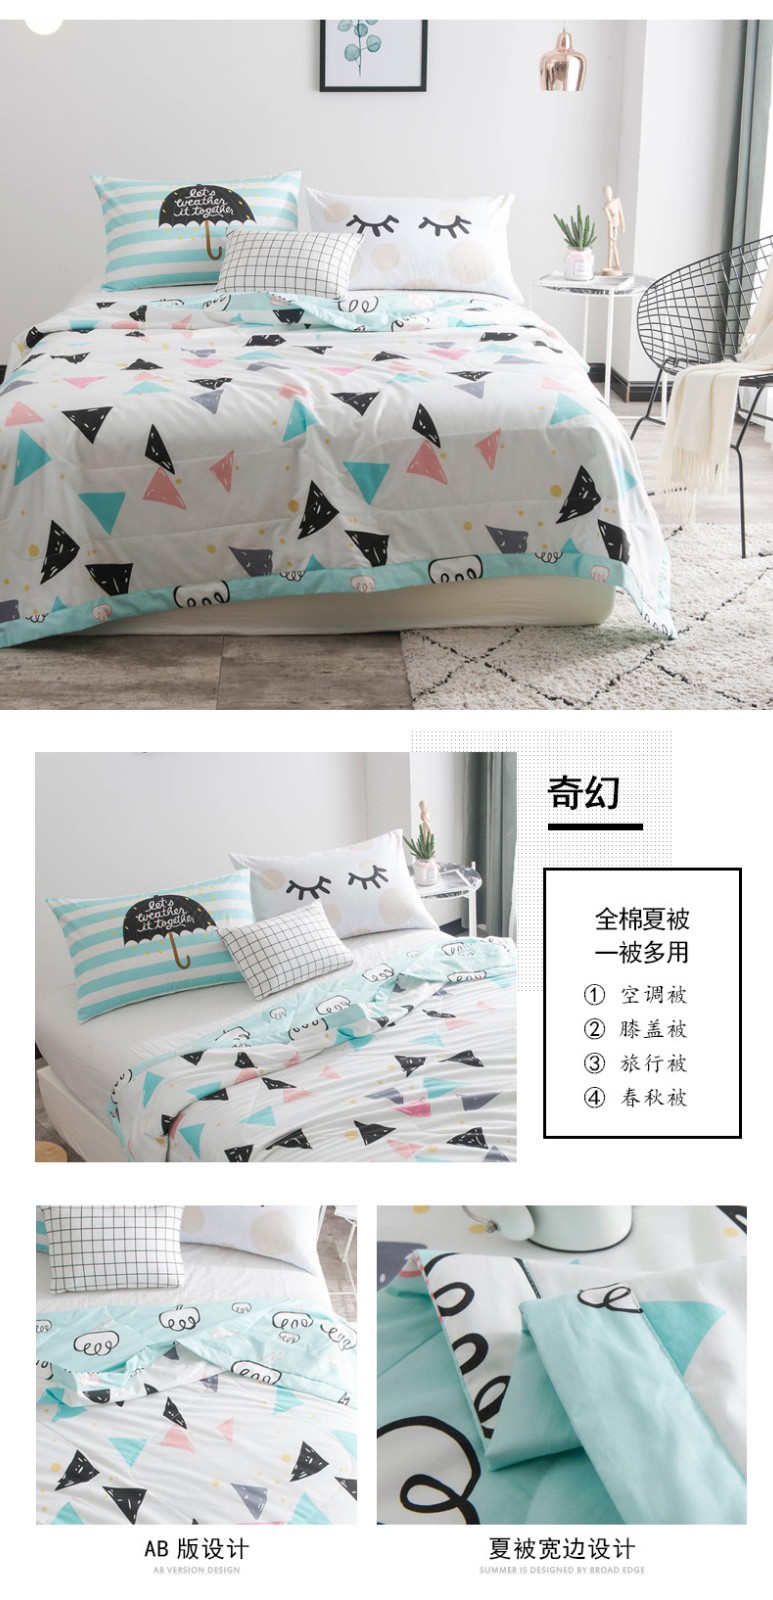 let's
weather
it together
奇幻
let's
weather
it together
全棉夏被
一被多用
① 空调被
② 膝盖被
③ 旅行被
④ 春秋被
AB 版设计
AB VERSION DESIGN
夏被宽边设计
SUMMER IS DESIGNED BY BROAD EDGE